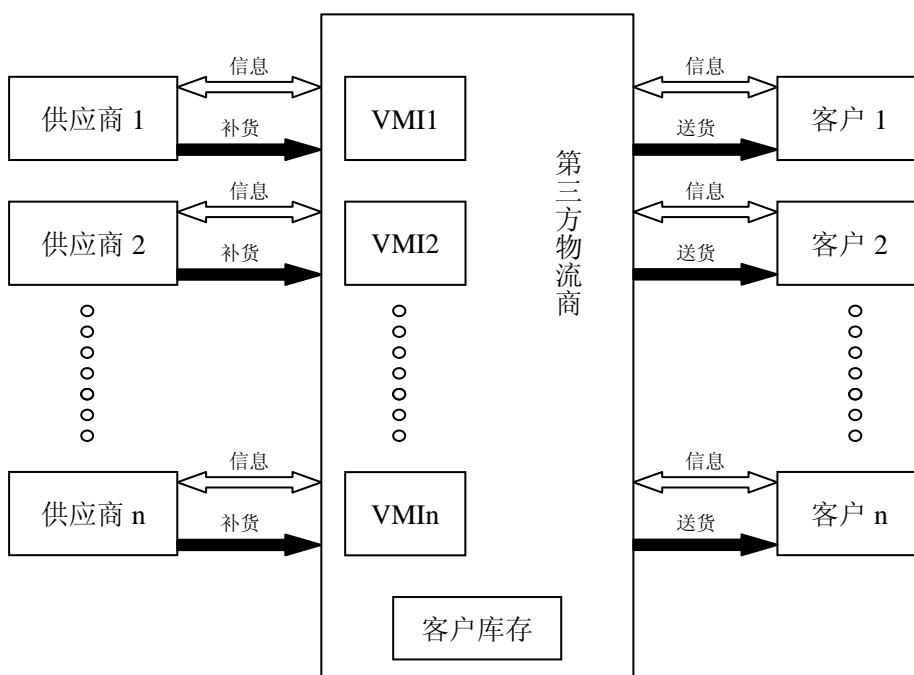 信息
信息
供应商 1
VMI1
客户 1
补货
送货
第三方物流商
信息
信息
供应商 2
VMI2
客户 2
补货
送货
信息
信息
供应商 n
VMIn
客户 n
补货
送货
客户库存